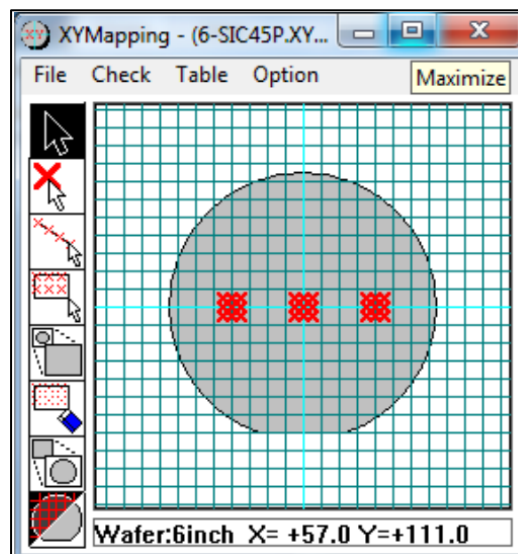 XYMapping - (6-SIC45P.XY...
File Check Table Option Maximize
Wafer:6inch X= +57.0 Y=+111.0